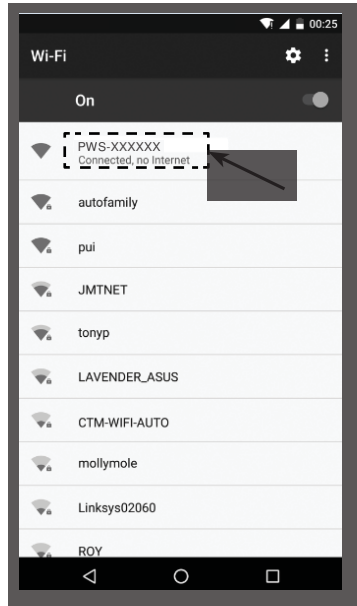 00:25
Wi-Fi
On
PWS-XXXXXX
Connected, no Internet
autofamily
pui
JMTNET
tonyp
LAVENDER_ASUS
CTM-WIFI-AUTO
mollymole
Linksys02060
ROY